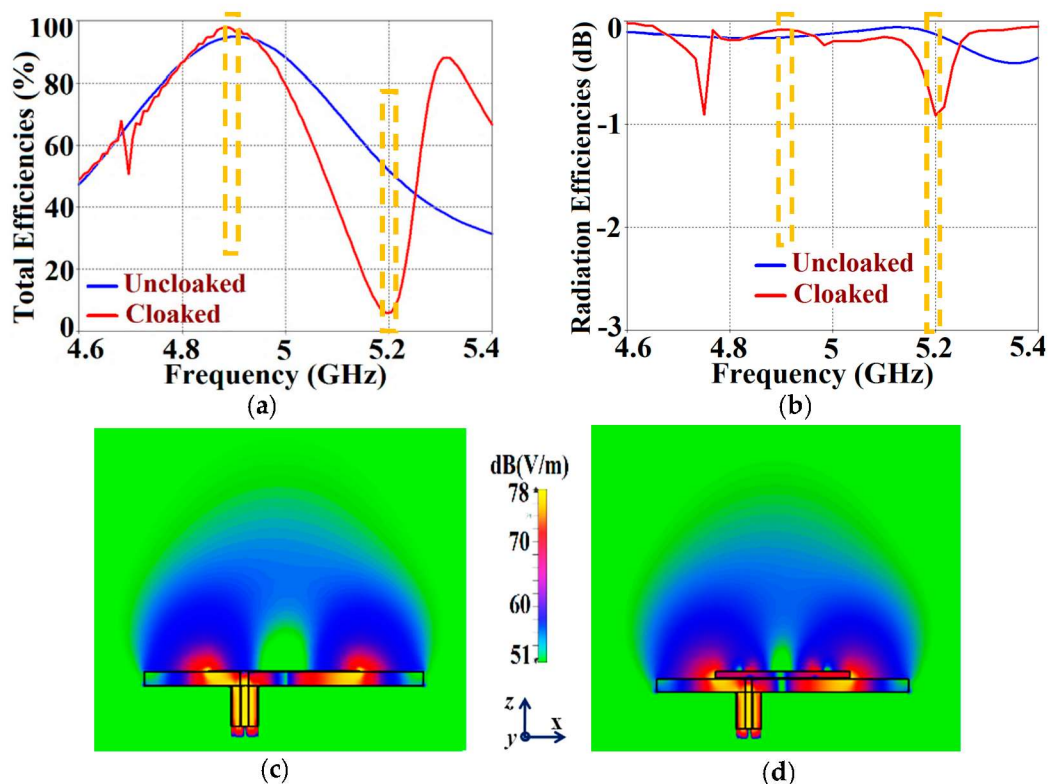 Total Efficiencies (%)
100
80
60
40
20
0
Uncloaked
Cloaked
4.6
4.8
5
5.2
5.4
Frequency (GHz)
(a)
Radiation Efficiencies (dB)
0
-1
-2
-3
Uncloaked
Cloaked
4.6
4.8
5
5.2
5.4
Frequency (GHz)
(b)
dB(V/m)
78
70
60
51
z
y
x
(c)
(d)